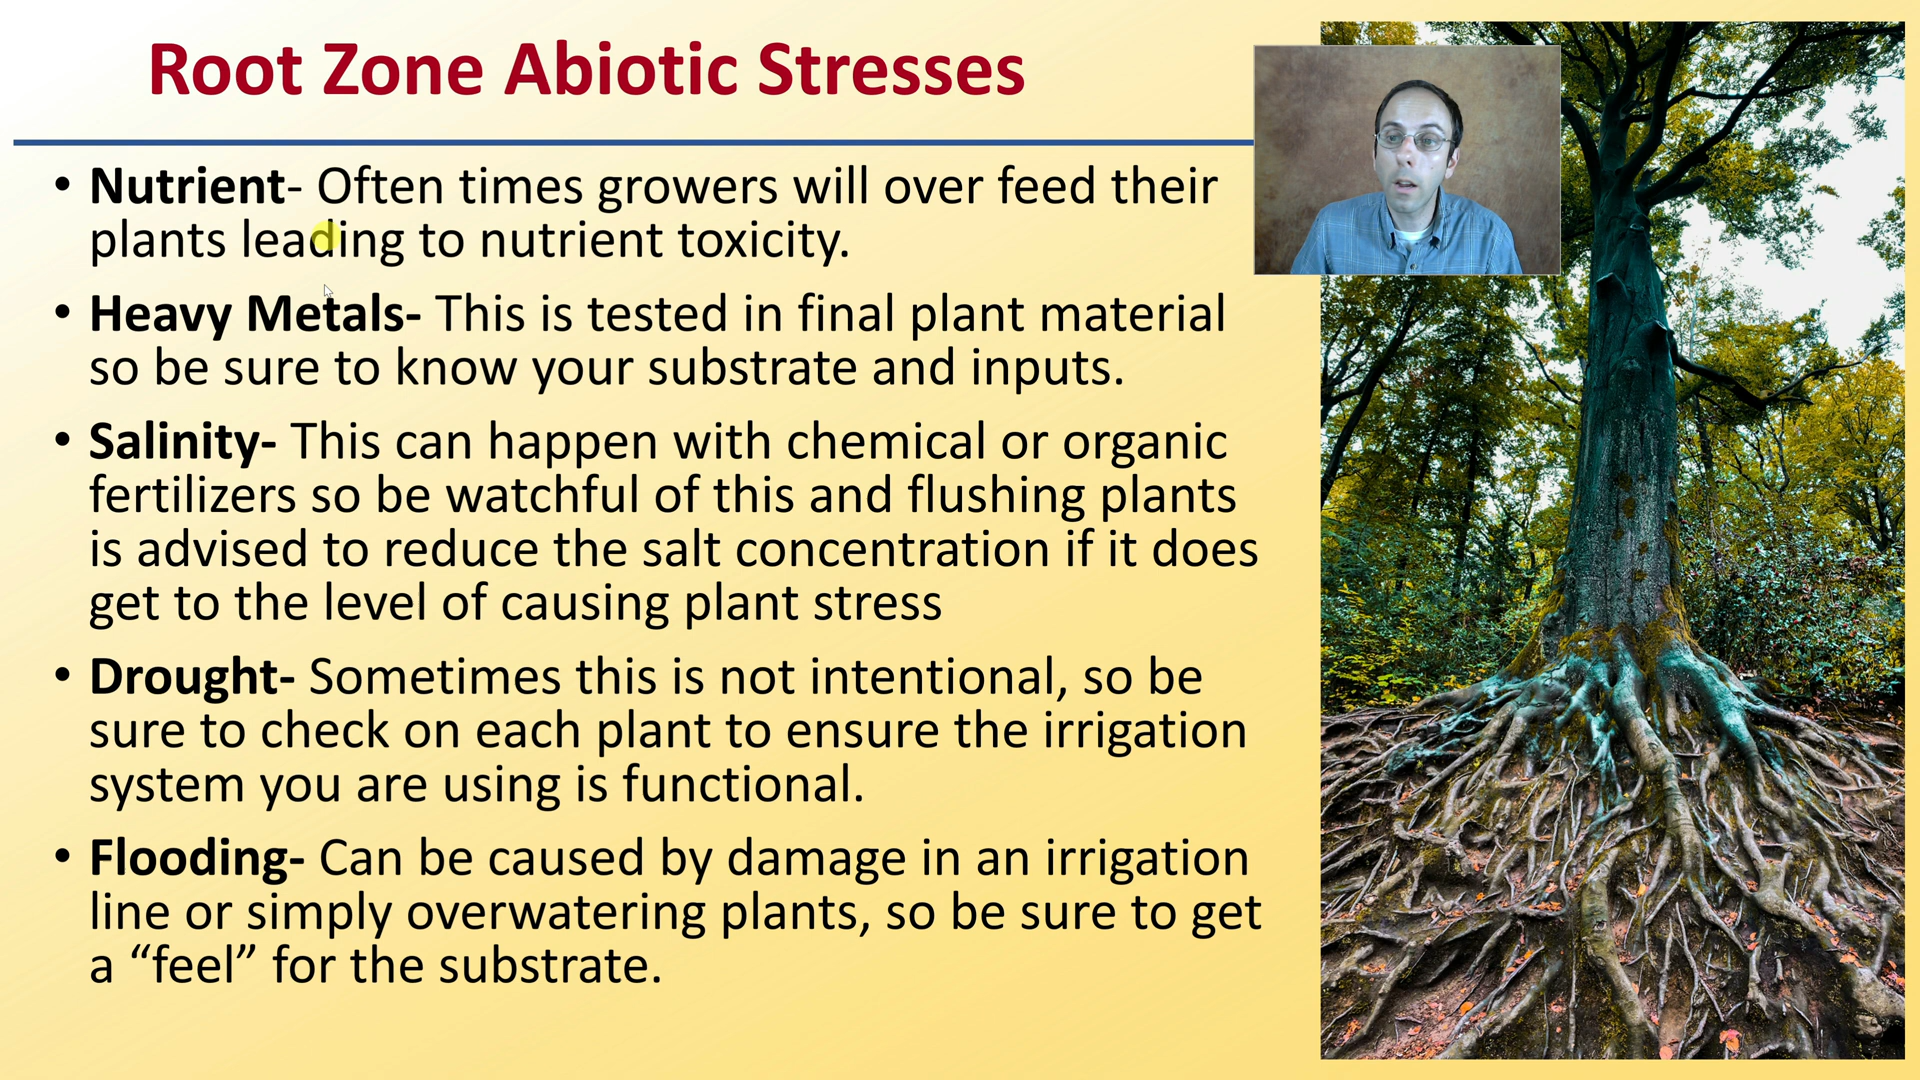 Root Zone Abiotic Stresses
• Nutrient- Often times growers will over feed their
plants leading to nutrient toxicity.
• Heavy Metals- This is tested in final plant material
so be sure to know your substrate and inputs.
• Salinity- This can happen with chemical or organic
fertilizers so be watchful of this and flushing plants
is advised to reduce the salt concentration if it does
get to the level of causing plant stress
• Drought- Sometimes this is not intentional, so be
sure to check on each plant to ensure the irrigation
system you are using is functional.
• Flooding- Can be caused by damage in an irrigation
line or simply overwatering plants, so be sure to get
a “feel” for the substrate.